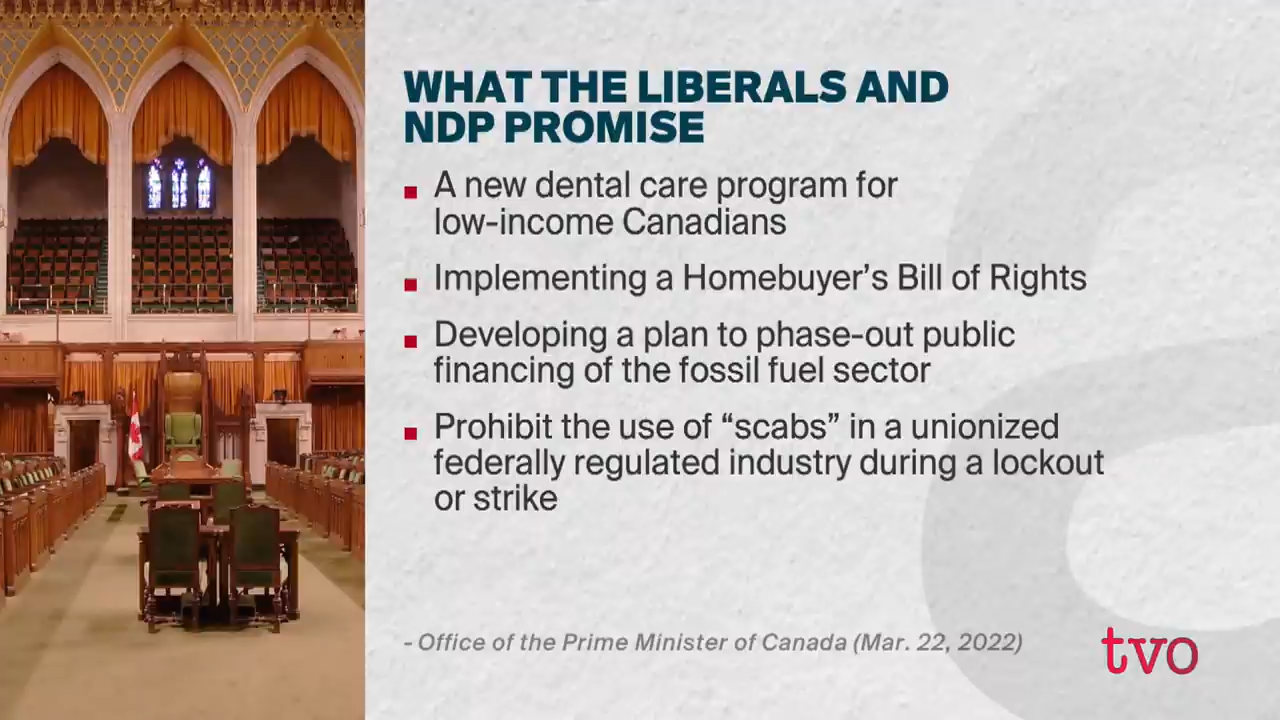 WHAT THE LIBERALS AND
NDP PROMISE
A new dental care program for
low-income Canadians
Implementing a Homebuyer’s Bill of Rights
Developing a plan to phase-out public
financing of the fossil fuel sector
Prohibit the use of “scabs” in a unionized
federally regulated industry during a lockout
or strike
- Office of the Prime Minister of Canada (Mar. 22, 2022)
tvo